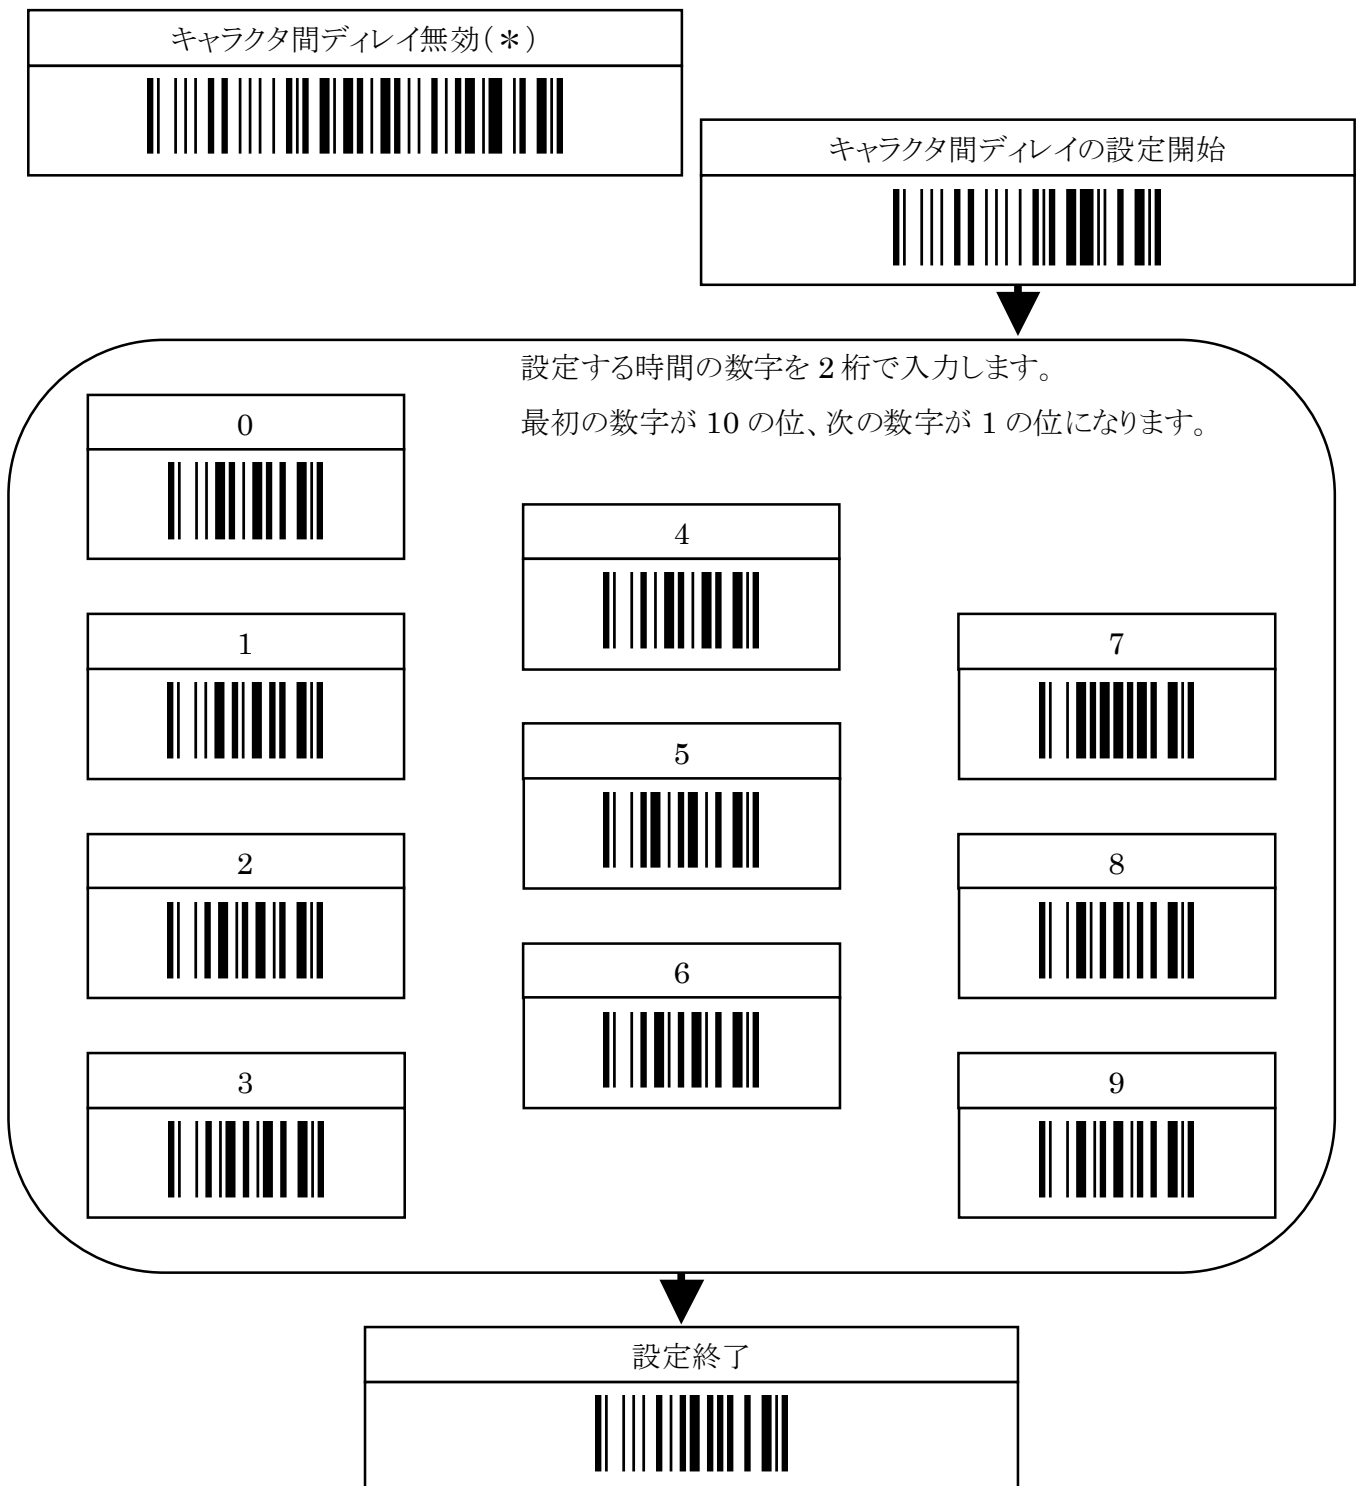 キャラクタ間ディレイ無効(＊)
キャラクタ間ディレイの設定開始
設定する時間の数字を 2 桁で入力します。
最初の数字が 10 の位、次の数字が 1 の位になります。
0
1
2
3
4
5
6
7
8
9
設定終了